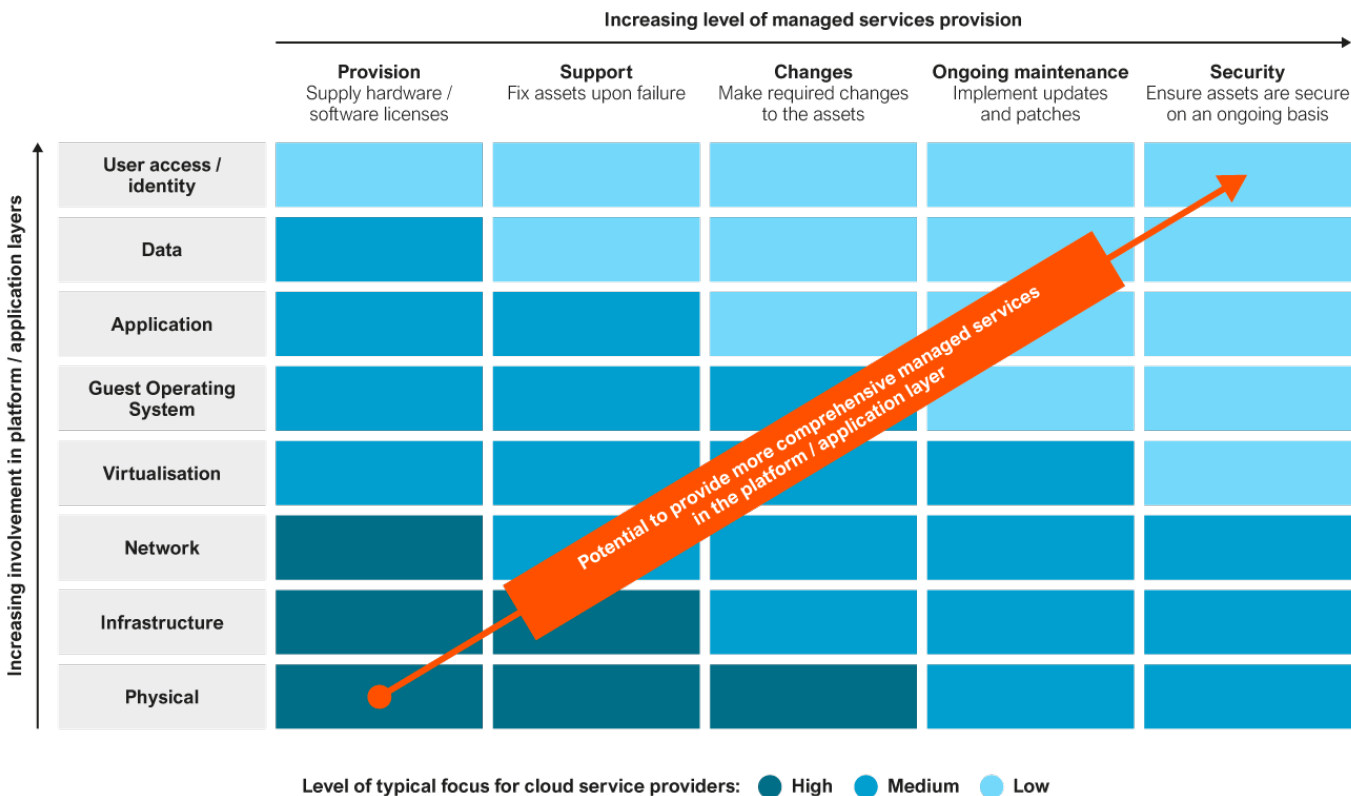 Increasing level of managed services provision
Provision
Supply hardware /
software licenses
Support
Fix assets upon failure
Changes
Make required changes
to the assets
Ongoing maintenance
Implement updates
and patches
Security
Ensure assets are secure
on an ongoing basis
Increasing involvement in platform / application layers
User access /
identity
Data
Application
Guest Operating
System
Virtualisation
Network
Infrastructure
Physical
Potential to provide more comprehensive managed services
in the platform / application layer
Level of typical focus for cloud service providers: High Medium Low